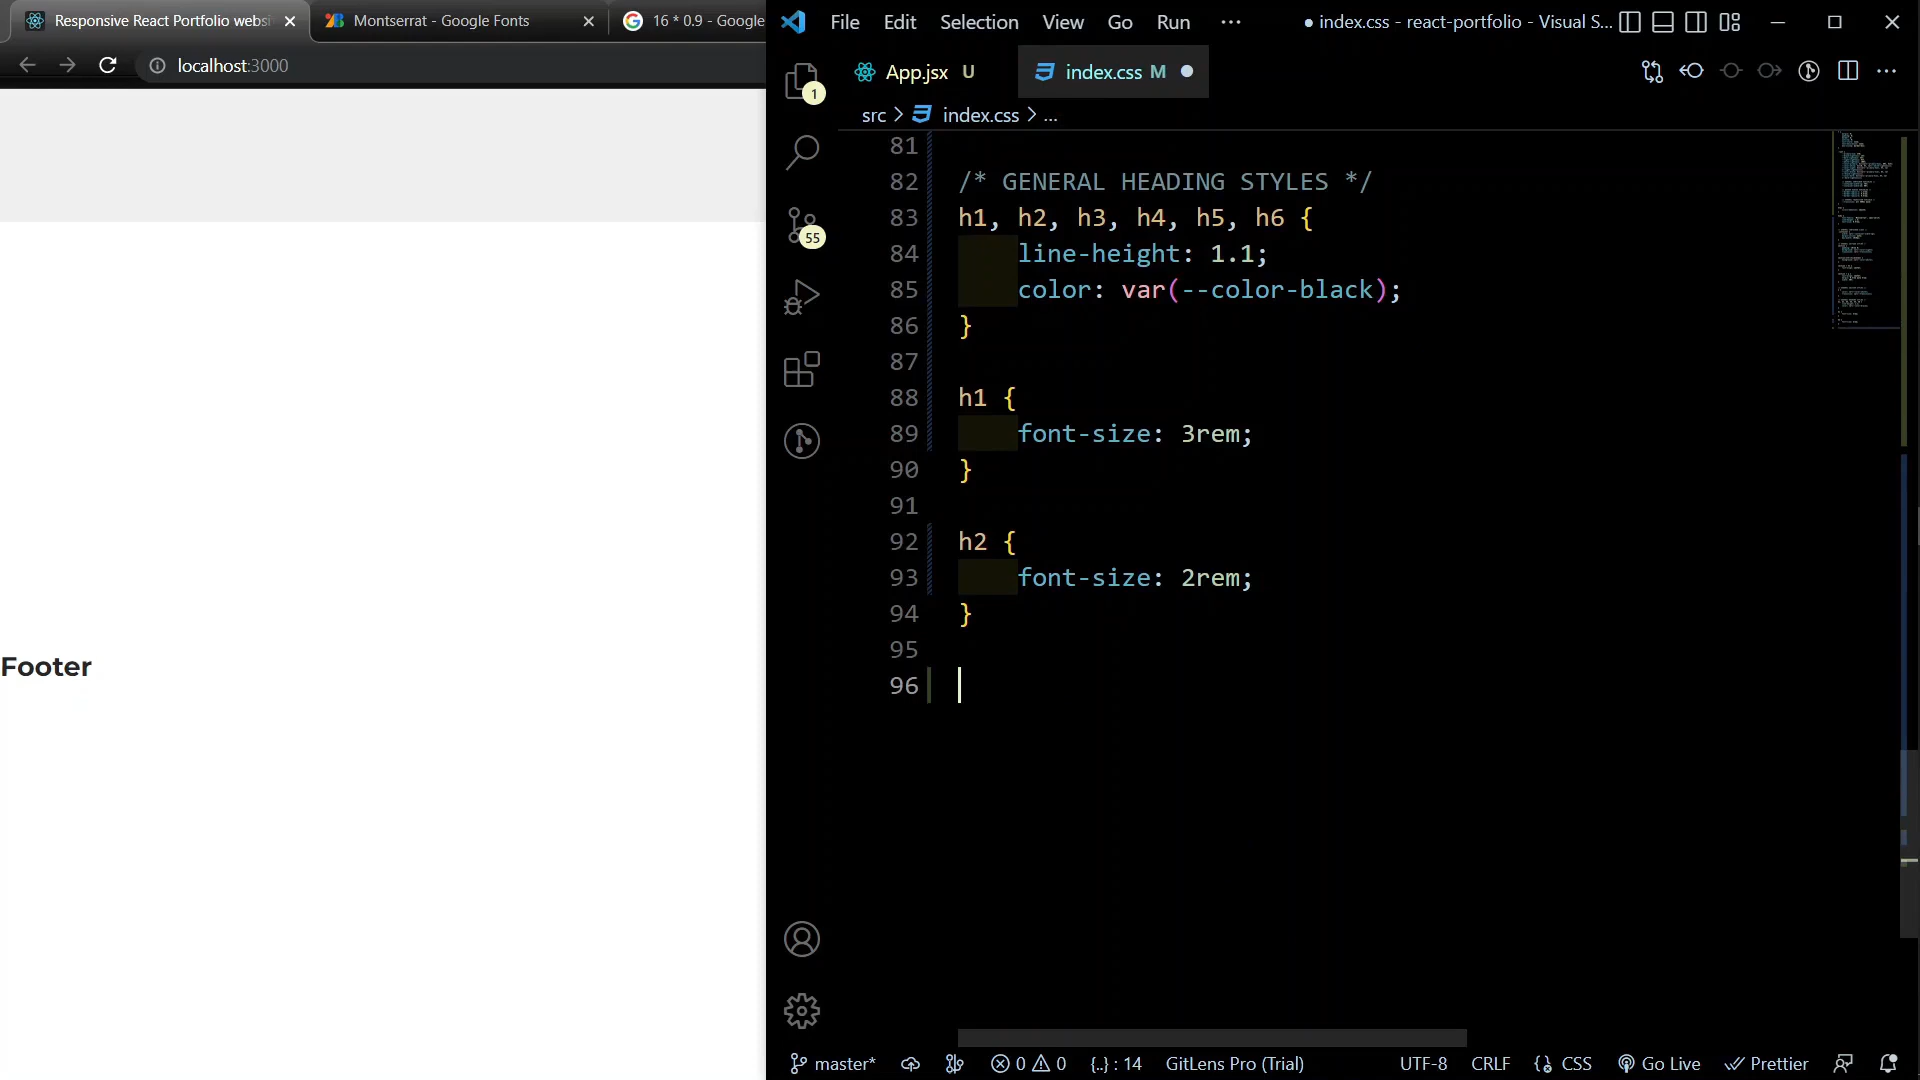 Responsive React Portfolio websi
Montserrat - Google Fonts
16 * 0.9 - Google
localhost:3000
Footer
File Edit Selection View Go Run ...
● index.css - react-portfolio - Visual S...
App.jsx U
index.css M
src > index.css > ...
1
55
81
82 /* GENERAL HEADING STYLES */
83 h1, h2, h3, h4, h5, h6 {
84 line-height: 1.1;
85 color: var(--color-black);
86 }
87
88 h1 {
89 font-size: 3rem;
90 }
91
92 h2 {
93 font-size: 2rem;
94 }
95
96
master* 0 0 {..} : 14 GitLens Pro (Trial) UTF-8 CRLF CSS Go Live Prettier